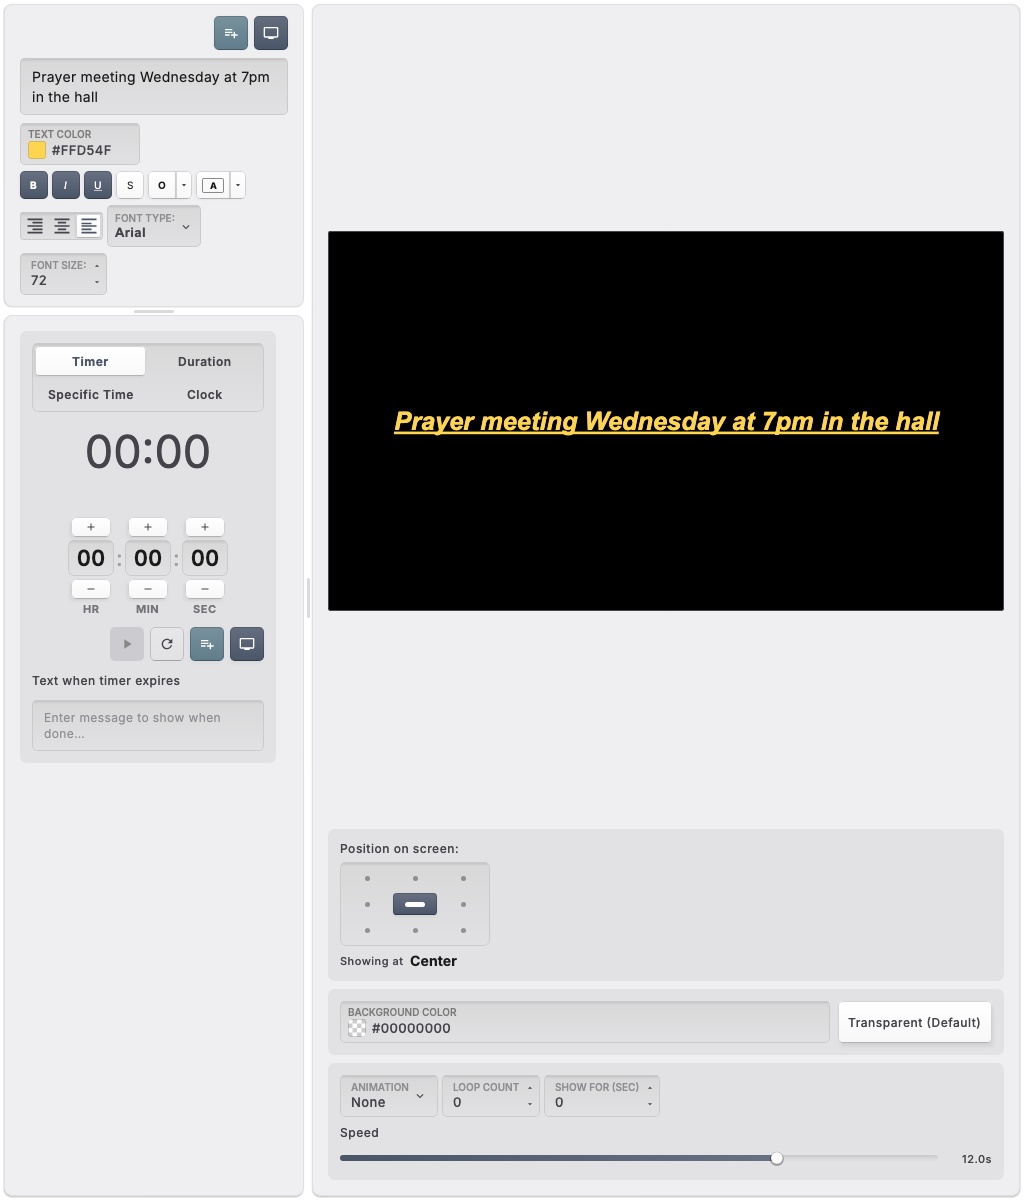 Prayer meeting Wednesday at 7pm
in the hall
TEXT COLOR
#FFD54F
B I U S O A
FONT TYPE:
Arial
FONT SIZE:
72
Timer Duration
Specific Time Clock
00:00
+ + +
00 : 00 : 00
− − −
HR MIN SEC
Text when timer expires
Enter message to show when
done...
Prayer meeting Wednesday at 7pm in the hall
Position on screen:
Showing at Center
BACKGROUND COLOR
#00000000
Transparent (Default)
ANIMATION LOOP COUNT SHOW FOR (SEC)
None 0 0
Speed
12.0s